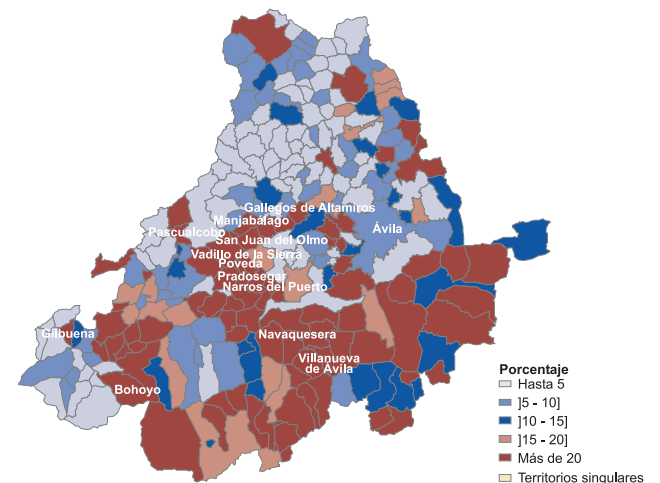 Gallegos de Altamiros
Manjabálago
Ávila
Pascualcobo
San Juan del Olmo
Vadillo de la Sierra
Poveda
Pradosegar
Narros del Puerto
Gilbuena
Navaquesera
Villanueva
de Ávila
Bohoyo
Porcentaje
Hasta 5
]5 - 10]
]10 - 15]
]15 - 20]
Más de 20
Territorios singulares